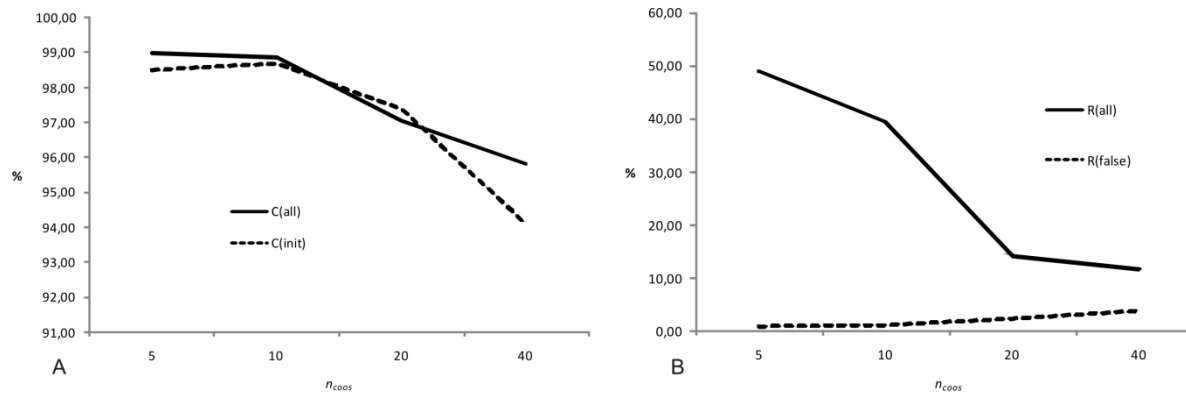 100,00
99,00
98,00
97,00
96,00
95,00
94,00
93,00
92,00
91,00
%
C(all)
C(init)
5 10 20 40
A
n_coos
60,00
50,00
40,00
30,00
20,00
10,00
0,00
%
R(all)
R(false)
5 10 20 40
B
n_coos